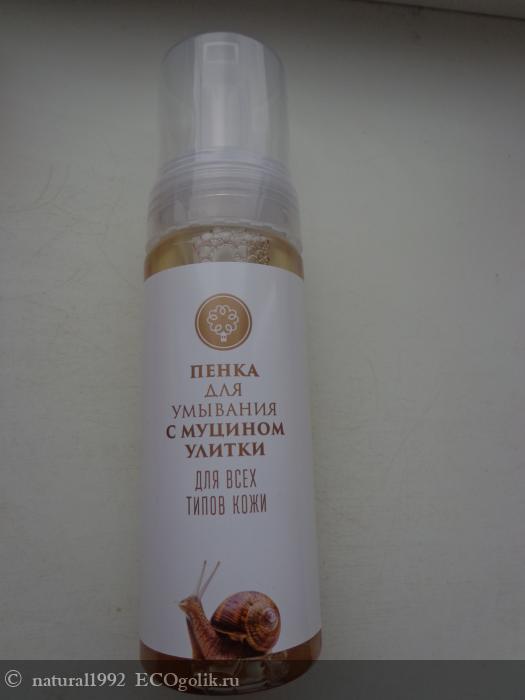 ПЕНКА
ДЛЯ
УМЫВАНИЯ
С МУЦИНОМ
УЛИТКИ
ДЛЯ ВСЕХ
ТИПОВ КОЖИ
© natural1992 ECOgolik.ru